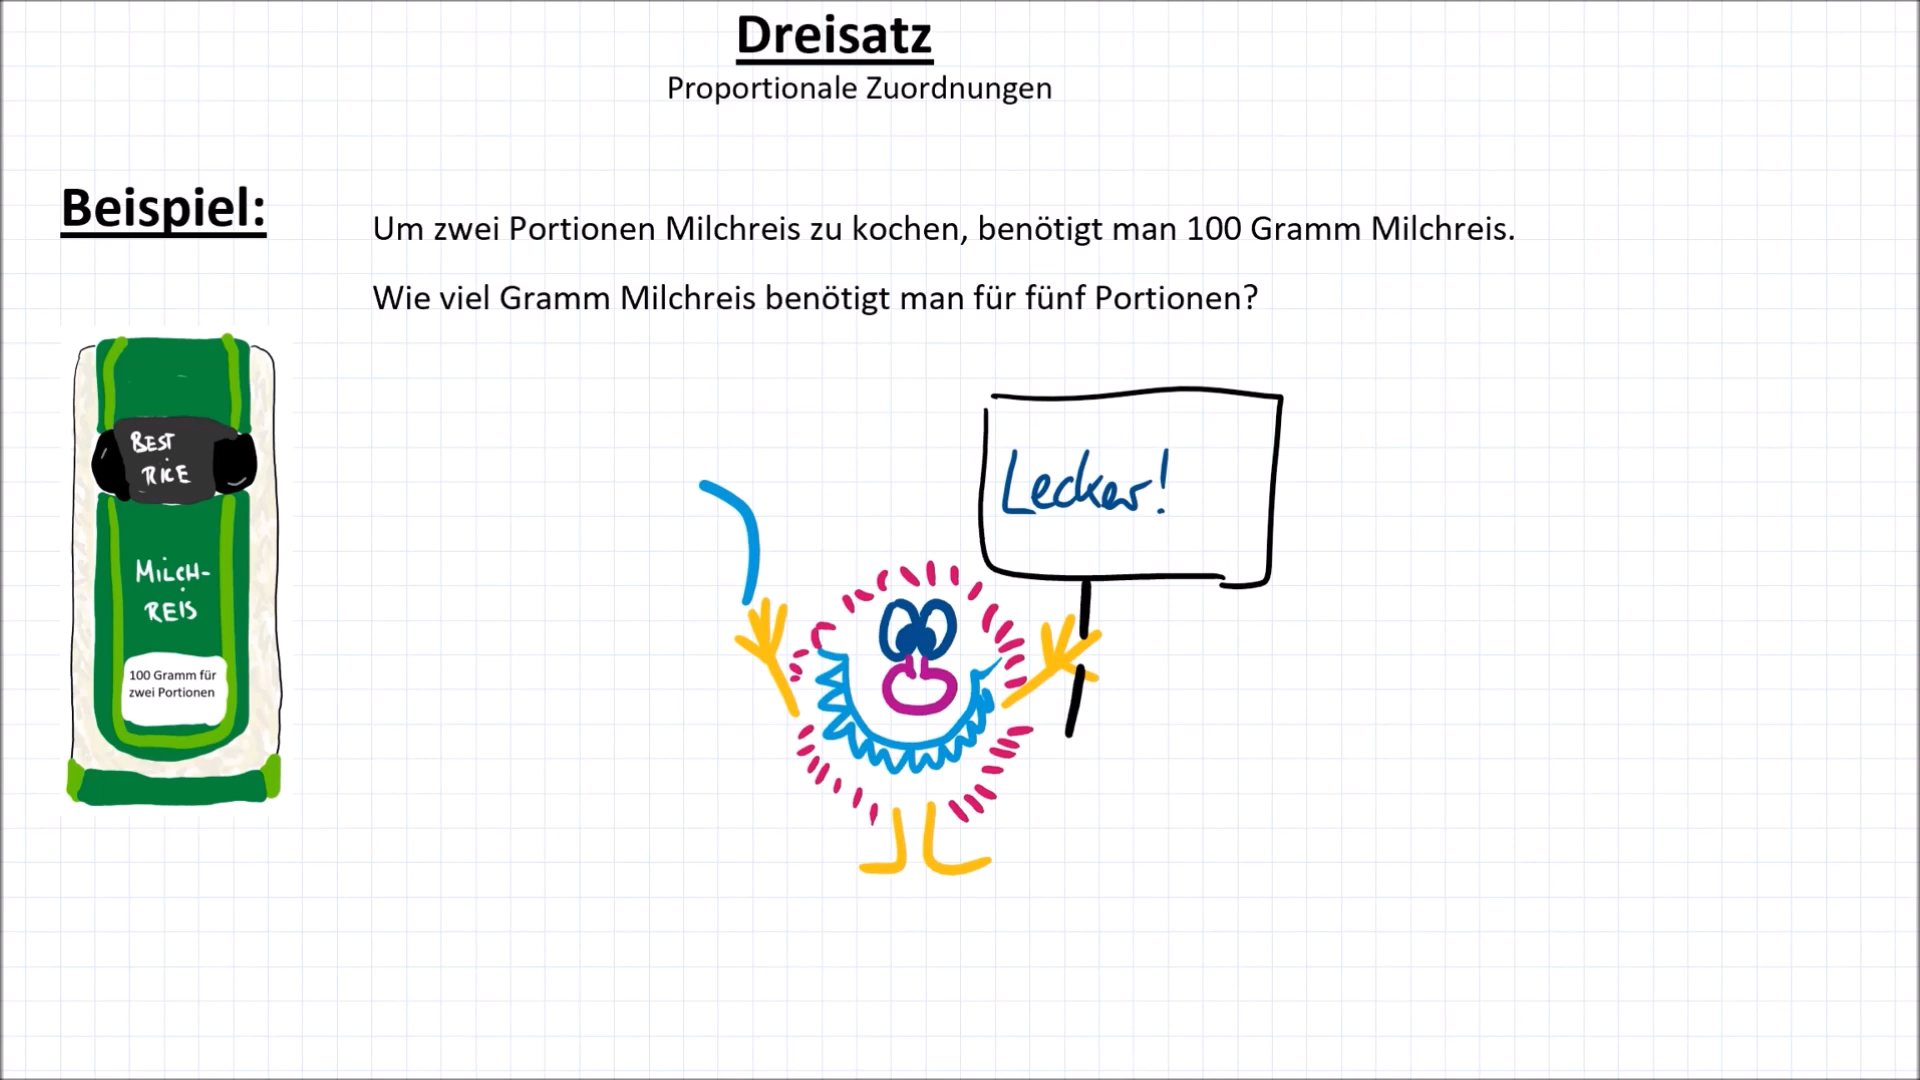 Dreisatz
Proportionale Zuordnungen
Beispiel:
Um zwei Portionen Milchreis zu kochen, benötigt man 100 Gramm Milchreis.
Wie viel Gramm Milchreis benötigt man für fünf Portionen?
BEST
RICE
MILCH-
REIS
100 Gramm für
zwei Portionen
Lecker!